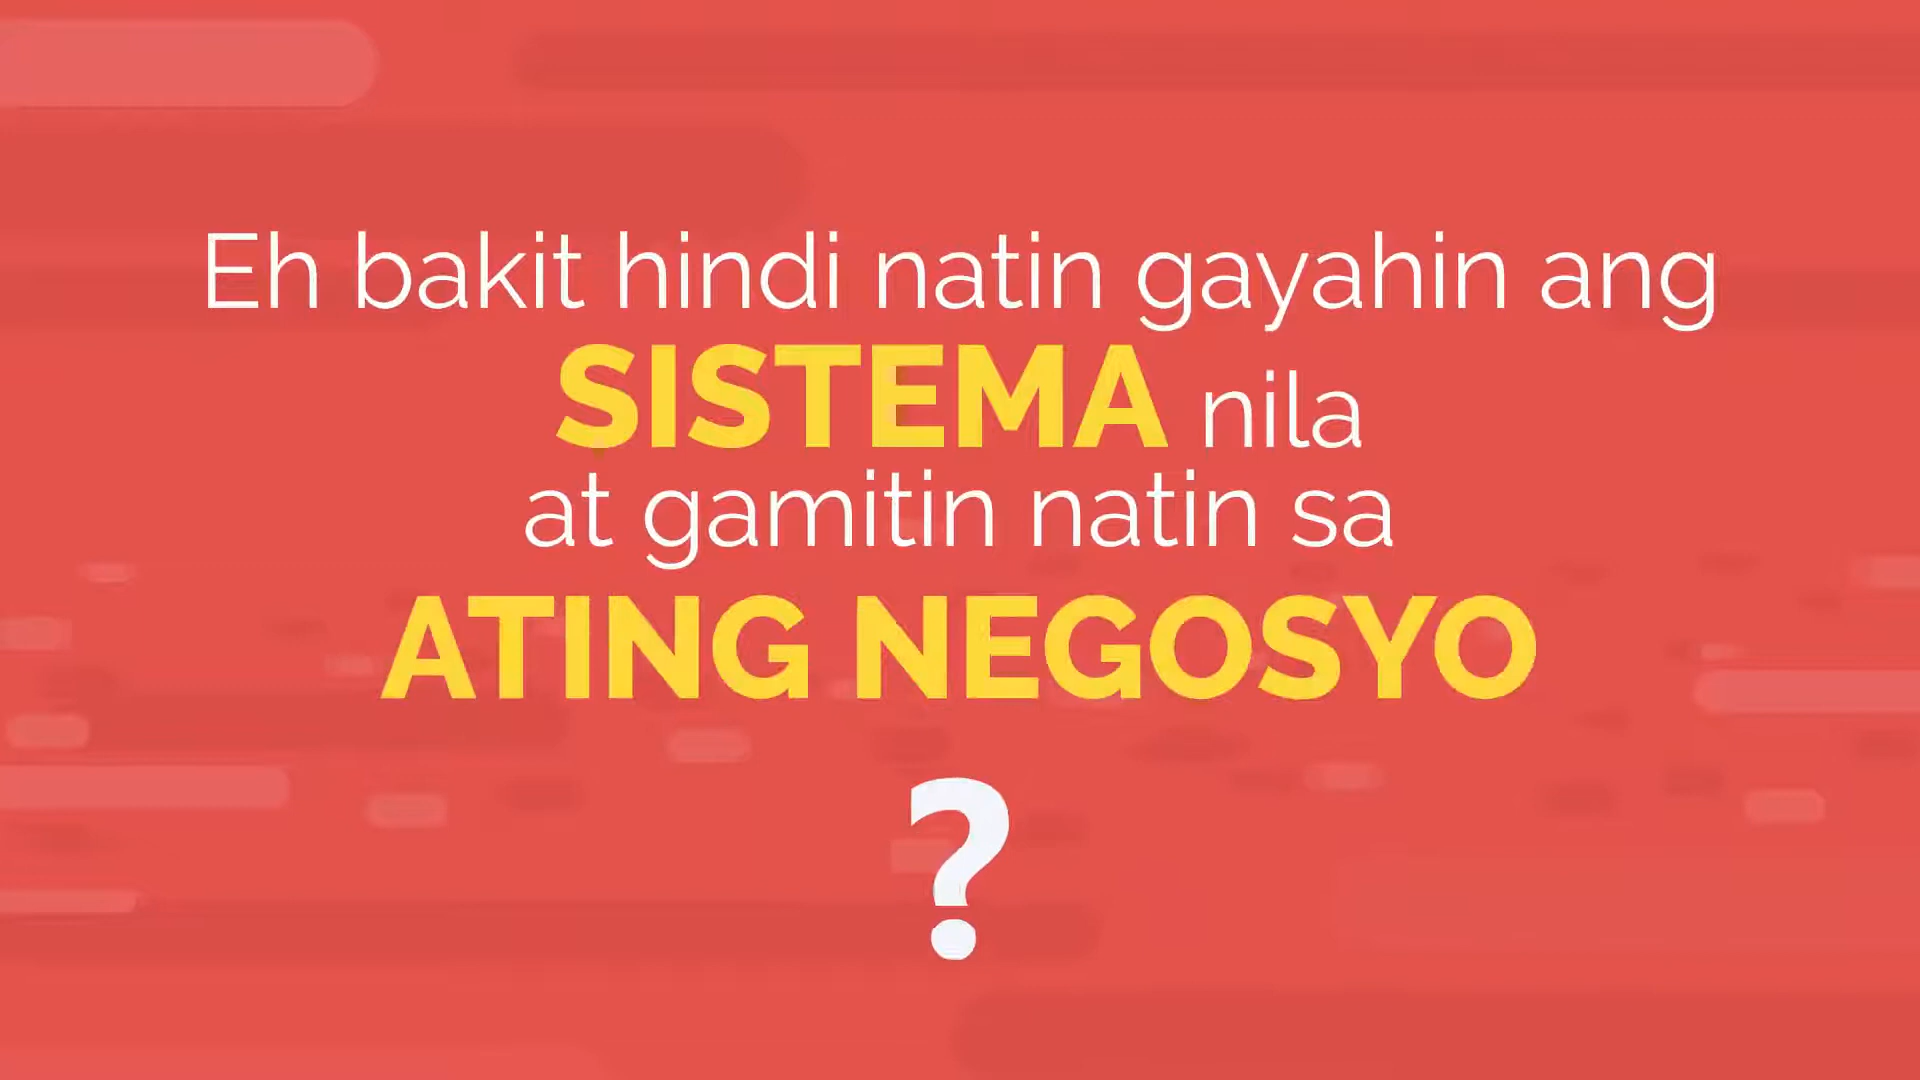 Eh bakit hindi natin gayahin ang
SISTEMA nila
at gamitin natin sa
ATING NEGOSYO
?